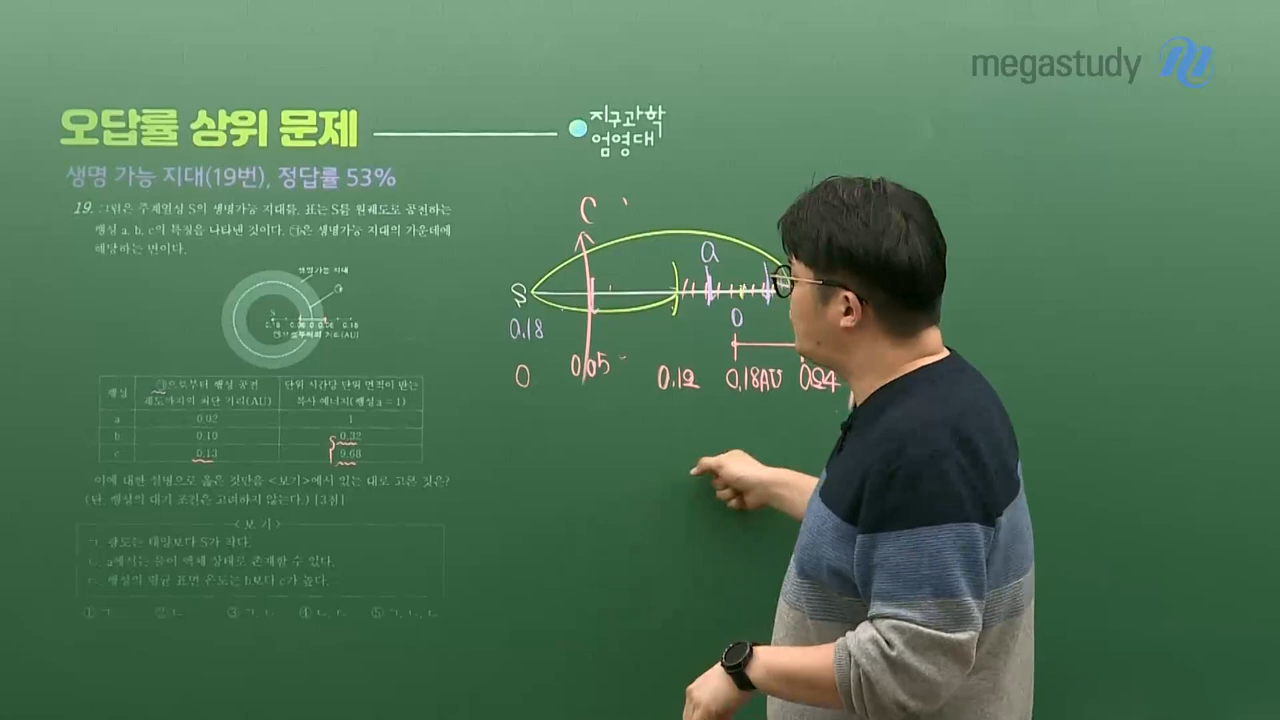 megastudy
오답률 상위 문제
지구과학
엄영대
생명 가능 지대(19번), 정답률 53%
19. 그림은 주계열성 S의 생명가능 지대를, 표는 S를 원궤도로 공전하는
행성 a, b, c의 특징을 나타낸 것이다. ㉠은 생명가능 지대의 가운데에
해당하는 면이다.
생명가능 지대
㉠
S
행성
㉠으로부터 행성 공전
궤도까지의 최단 거리(AU)
단위 시간당 단위 면적이 받는
복사 에너지(행성 a = 1)
a 0.02 1
b 0.10 0.32
c 0.13 9.68
이에 대한 설명으로 옳은 것만을 <보기>에서 있는 대로 고른 것은?
(단, 행성의 대기 조건은 고려하지 않는다.) [3점]
<보 기>
ㄱ. 광도는 태양보다 S가 작다.
ㄴ. a에서는 물이 액체 상태로 존재할 수 있다.
ㄷ. 행성의 평균 표면 온도는 b보다 c가 높다.
① ㄱ ② ㄴ ③ ㄱ, ㄷ ④ ㄴ, ㄷ ⑤ ㄱ, ㄴ, ㄷ
C
a
S
0.18
0
0.05
0.12
0.18AU
0.24